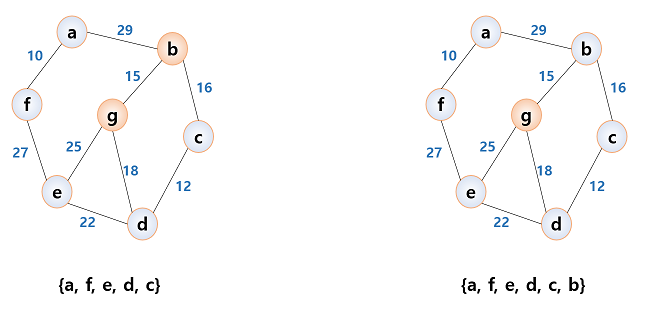 a 29 b 10 15 16 f g c 25 27 18 12 e 22 d
{a, f, e, d, c}
a 29 b 10 15 16 f g c 25 27 18 12 e 22 d
{a, f, e, d, c, b}